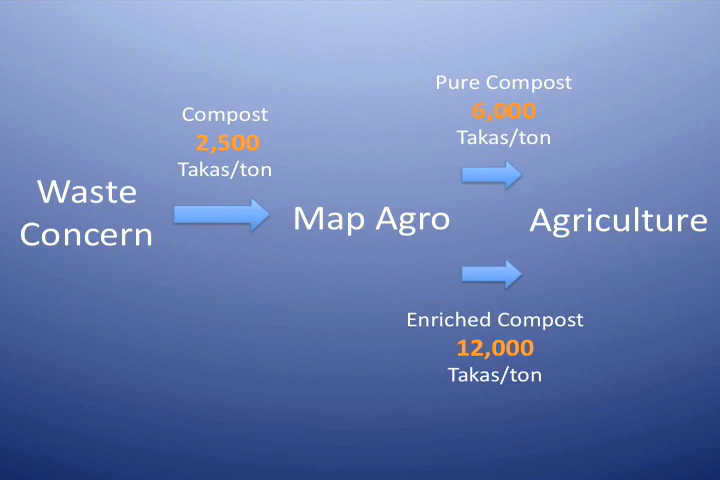 Waste
Concern
Compost
2,500
Takas/ton
Map Agro
Pure Compost
6,000
Takas/ton
Enriched Compost
12,000
Takas/ton
Agriculture